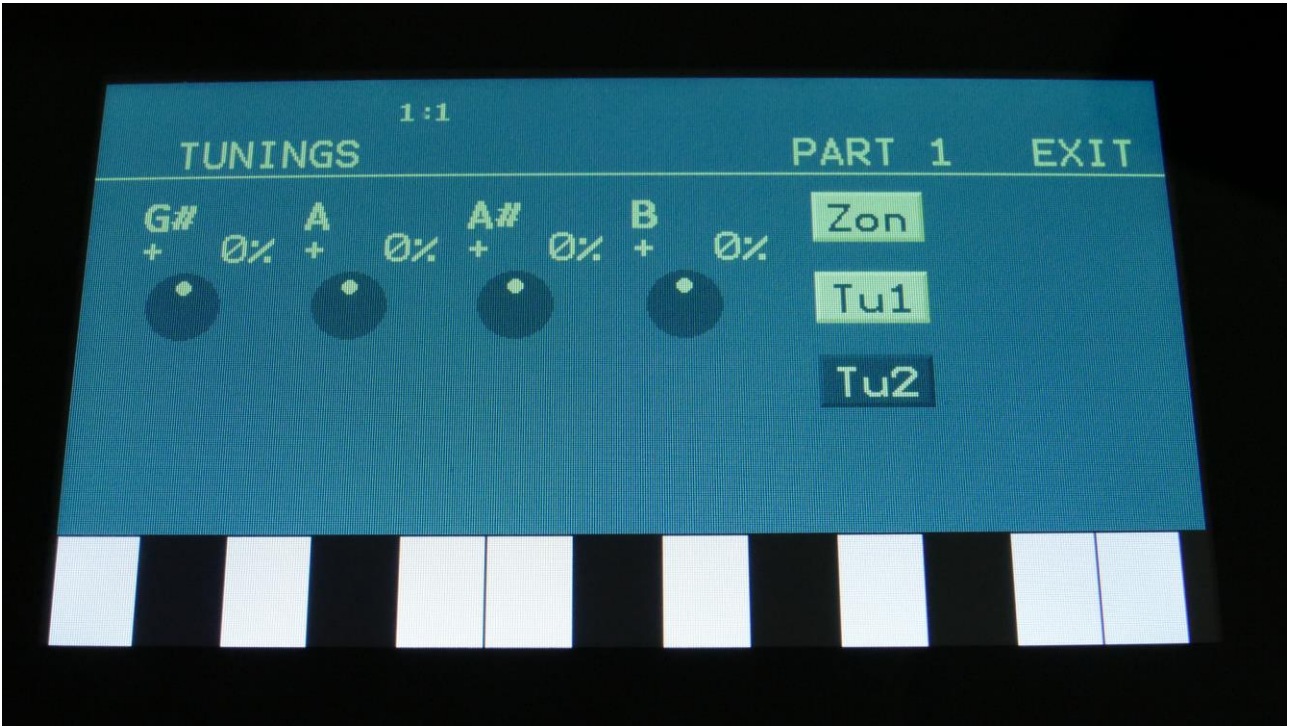 1:1
TUNINGS PART 1 EXIT
G# A A# B Zon
+ 0% + 0% + 0% + 0%
Tu1
Tu2